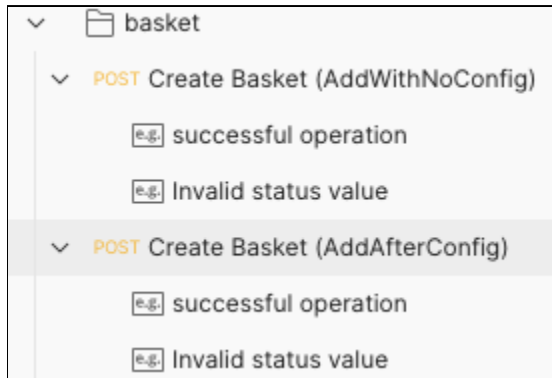 basket
POST Create Basket (AddWithNoConfig)
e.g. successful operation
e.g. Invalid status value
POST Create Basket (AddAfterConfig)
e.g. successful operation
e.g. Invalid status value